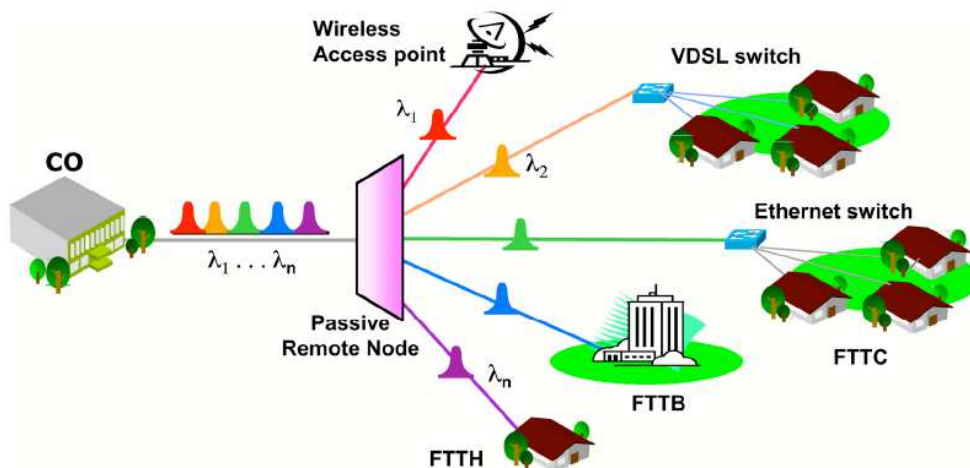 Wireless
Access point
VDSL switch
λ1
CO
λ2
Ethernet switch
λ1 . . . λn
Passive
Remote Node
λn
FTTC
FTTB
FTTH